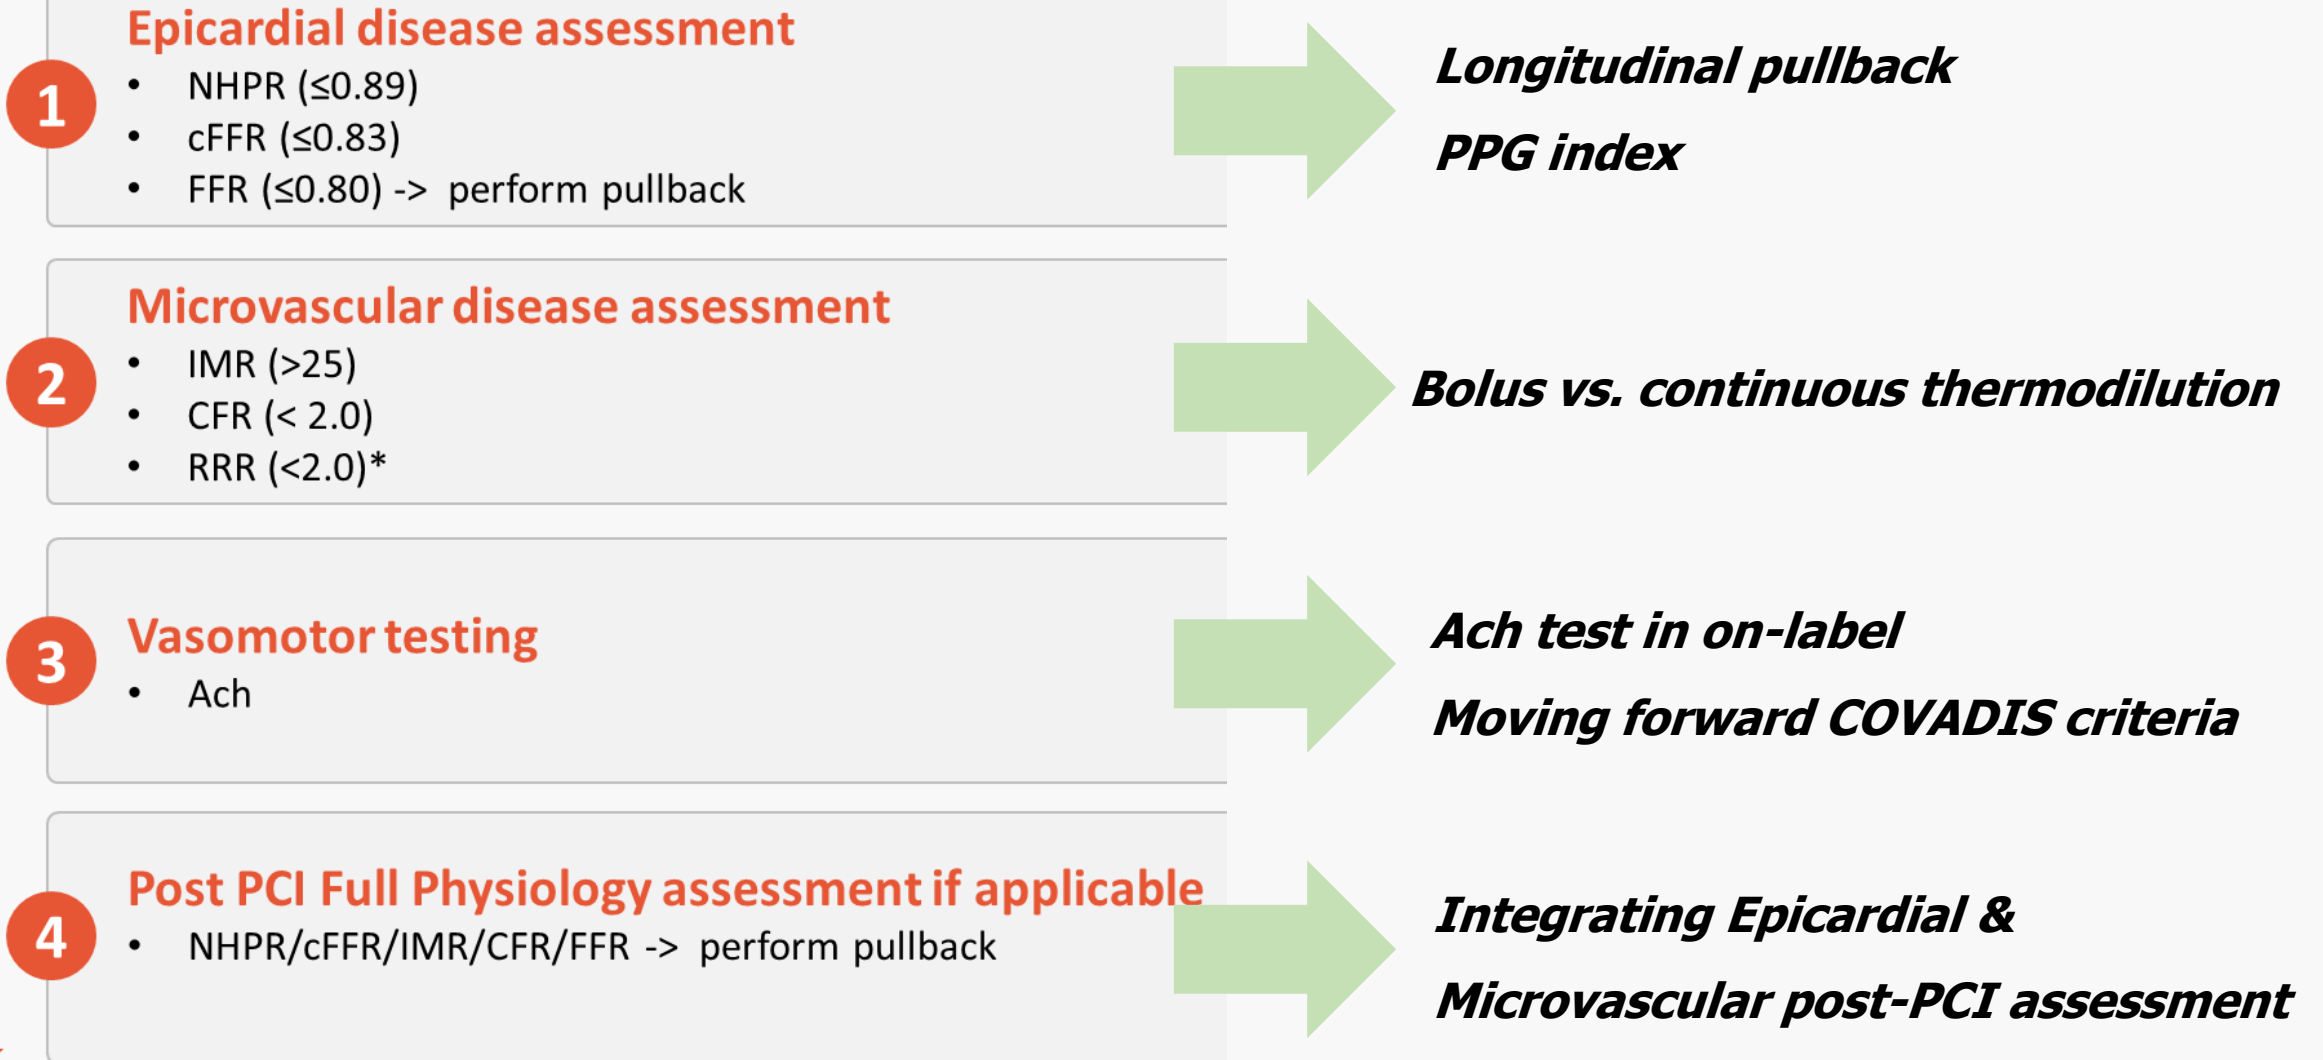 Epicardial disease assessment
1
• NHPR (≤0.89)
• cFFR (≤0.83)
• FFR (≤0.80) -> perform pullback
Longitudinal pullback
PPG index
Microvascular disease assessment
2
• IMR (>25)
• CFR (< 2.0)
• RRR (<2.0)*
Bolus vs. continuous thermodilution
3
Vasomotor testing
• Ach
Ach test in on-label
Moving forward COVADIS criteria
4
Post PCI Full Physiology assessment if applicable
• NHPR/cFFR/IMR/CFR/FFR -> perform pullback
Integrating Epicardial &
Microvascular post-PCI assessment